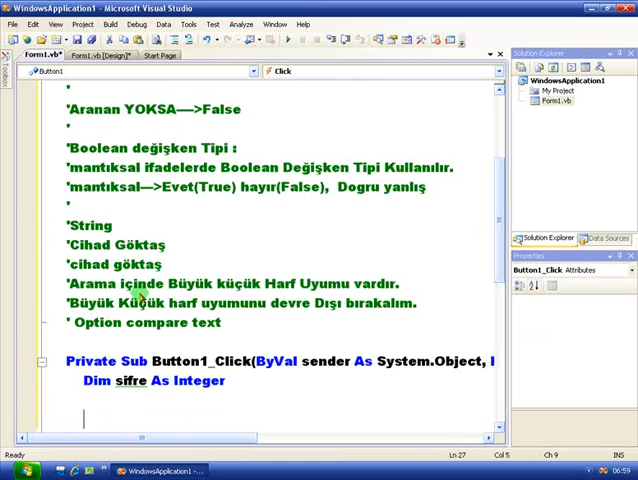 WindowsApplication1 - Microsoft Visual Studio
File Edit View Project Build Debug Data Tools Test Analyze Window Help
Form1.vb* Form1.vb [Design]* Start Page
Toolbox
Button1 Click
'
'Aranan YOKSA--->False
'
'Boolean değişken Tipi :
'mantıksal ifadelerde Boolean Değişken Tipi Kullanılır.
'mantıksal--->Evet(True) hayır(False), Dogru yanlış
'
'String
'Cihad Göktaş
'cihad göktaş
'Arama içinde Büyük küçük Harf Uyumu vardır.
'Büyük Küçük harf uyumunu devre Dışı bırakalım.
' Option compare text
Private Sub Button1_Click(ByVal sender As System.Object,
Dim sifre As Integer
Solution Explorer
WindowsApplication1
My Project
Form1.vb
Solution Explorer Data Sources
Properties
Button1_Click Attributes
Ready Ln 27 Col 5 Ch 9 INS
WindowsApplication1 -...
06:59